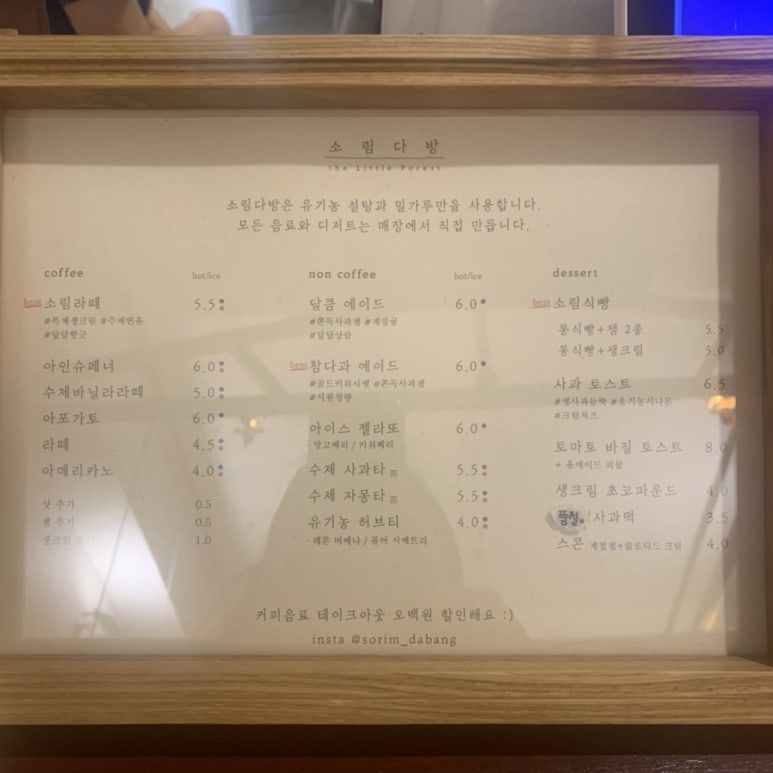 소림다방
the Little Forest
소림다방은 유기농 설탕과 밀가루만을 사용합니다.
모든 음료와 디저트는 매장에서 직접 만듭니다.
coffee hot/ice
best 소림라떼 5.5
#특제생크림 #수제연유
#달달향긋
아인슈페너 6.0
수제바닐라라떼 5.0
아포가토 6.0
라떼 4.5
아메리카노 4.0
샷 추가 0.5
잼 추가 0.5
생크림 추가 1.0
non coffee hot/ice
달큼 에이드 6.0
#쫀득사과잼 #제철귤
#달달상큼
best 참다과 에이드 6.0
#골드키위시럽 #쫀득사과잼
#시원청량
아이스 젤라또 6.0
· 망고베리 / 키위베리
수제 사과타 茶 5.5
수제 자몽타 茶 5.5
유기농 허브티 4.0
· 레몬 버베나 / 퓨어 시메트리
dessert
best 소림식빵
통식빵+잼 2종 5.5
통식빵+생크림 5.0
사과 토스트 6.5
#생사과듬뿍 #유기농시나몬
#크림치즈
토마토 바질 토스트 8.0
+ 홈메이드 피클
생크림 초코파운드 4.0
품절 사과떡 3.5
스콘 제철잼+클로티드 크림 4.0
커피음료 테이크아웃 오백원 할인해요 :)
insta @sorim_dabang